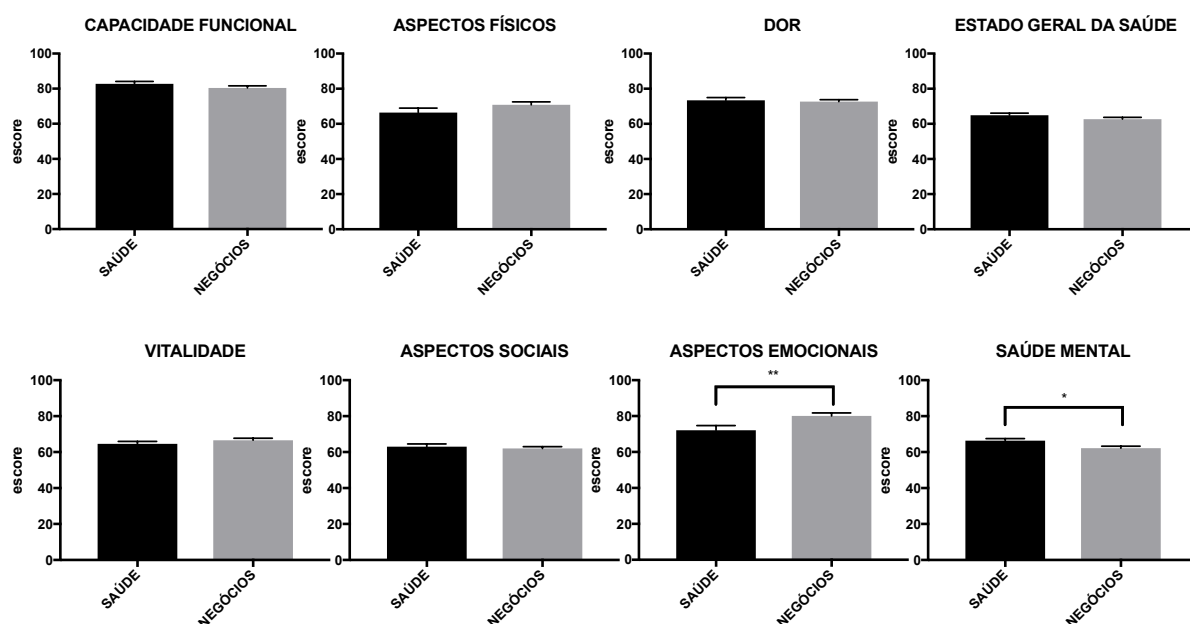 CAPACIDADE FUNCIONAL
100
80
60
40
20
0
escore
SAÚDE
NEGÓCIOS
ASPECTOS FÍSICOS
100
80
60
40
20
0
escore
SAÚDE
NEGÓCIOS
DOR
100
80
60
40
20
0
escore
SAÚDE
NEGÓCIOS
ESTADO GERAL DA SAÚDE
100
80
60
40
20
0
escore
SAÚDE
NEGÓCIOS
VITALIDADE
100
80
60
40
20
0
escore
SAÚDE
NEGÓCIOS
ASPECTOS SOCIAIS
100
80
60
40
20
0
escore
SAÚDE
NEGÓCIOS
ASPECTOS EMOCIONAIS
**
100
80
60
40
20
0
escore
SAÚDE
NEGÓCIOS
SAÚDE MENTAL
*
100
80
60
40
20
0
escore
SAÚDE
NEGÓCIOS